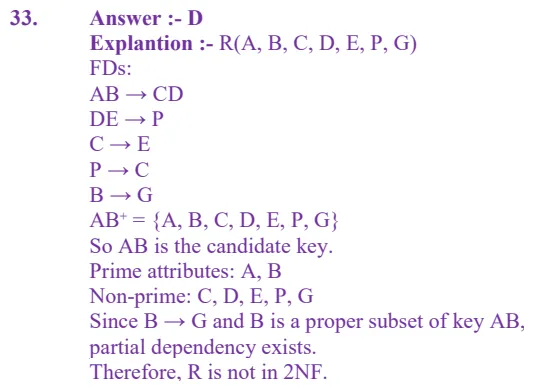 33. Answer :- D
Explantion :- R(A, B, C, D, E, P, G)
FDs:
AB → CD
DE → P
C → E
P → C
B → G
AB⁺ = {A, B, C, D, E, P, G}
So AB is the candidate key.
Prime attributes: A, B
Non-prime: C, D, E, P, G
Since B → G and B is a proper subset of key AB,
partial dependency exists.
Therefore, R is not in 2NF.